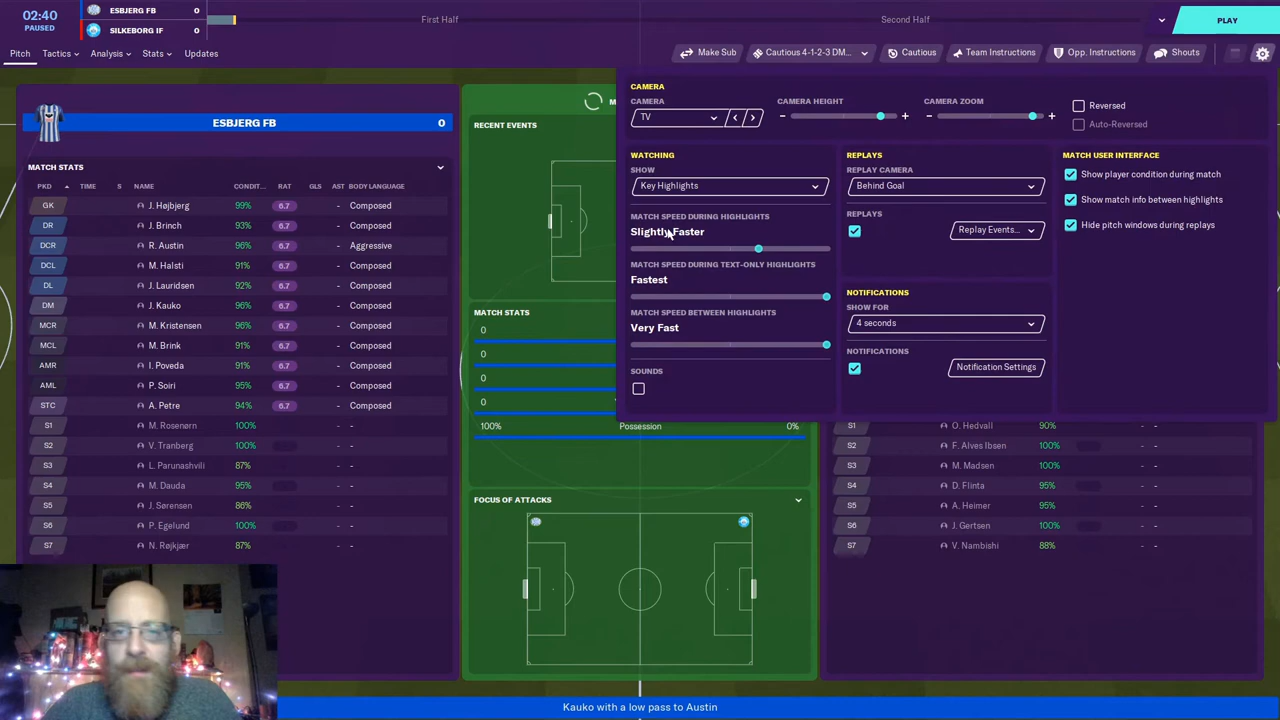 02:40
PAUSED
ESBJERG FB 0
SILKEBORG IF 0
First Half
Second Half
PLAY
Pitch Tactics Analysis Stats Updates
Make Sub
Cautious 4-1-2-3 DM...
Cautious
Team Instructions
Opp. Instructions
Shouts
ESBJERG FB 0
MATCH STATS
PKD TIME S NAME CONDIT... RAT GLS AST BODY LANGUAGE
GK J. Højbjerg 99% 6.7 - - Composed
DR J. Brinch 93% 6.7 - - Composed
DCR R. Austin 96% 6.7 - - Aggressive
DCL M. Halsti 91% 6.7 - - Composed
DL J. Lauridsen 92% 6.7 - - Composed
DM J. Kauko 96% 6.7 - - Composed
MCR M. Kristensen 96% 6.7 - - Composed
MCL M. Brink 91% 6.7 - - Composed
AMR I. Poveda 91% 6.7 - - Composed
AML P. Soiri 95% 6.7 - - Composed
STC A. Petre 94% 6.7 - - Composed
S1 M. Rosenørn 100% - -
S2 V. Tranberg 100% - -
S3 L. Parunashvili 87% - -
S4 M. Dauda 95% - -
S5 J. Sørensen 86% - -
S6 P. Egelund 100% - -
S7 N. Røjkjær 87% - -
RECENT EVENTS
MATCH STATS
0
0
0
0
100% Possession 0%
FOCUS OF ATTACKS
CAMERA
CAMERA
TV
CAMERA HEIGHT
- +
CAMERA ZOOM
- +
Reversed
Auto-Reversed
WATCHING
SHOW
Key Highlights
MATCH SPEED DURING HIGHLIGHTS
Slightly Faster
MATCH SPEED DURING TEXT-ONLY HIGHLIGHTS
Fastest
MATCH SPEED BETWEEN HIGHLIGHTS
Very Fast
SOUNDS
REPLAYS
REPLAY CAMERA
Behind Goal
REPLAYS
Replay Events...
NOTIFICATIONS
SHOW FOR
4 seconds
NOTIFICATIONS
Notification Settings
MATCH USER INTERFACE
Show player condition during match
Show match info between highlights
Hide pitch windows during replays
S1 O. Hedvall 90% - -
S2 F. Alves Ibsen 100% - -
S3 M. Madsen 100% - -
S4 D. Flinta 95% - -
S5 A. Heimer 95% - -
S6 J. Gertsen 100% - -
S7 V. Nambishi 88% - -
Kauko with a low pass to Austin